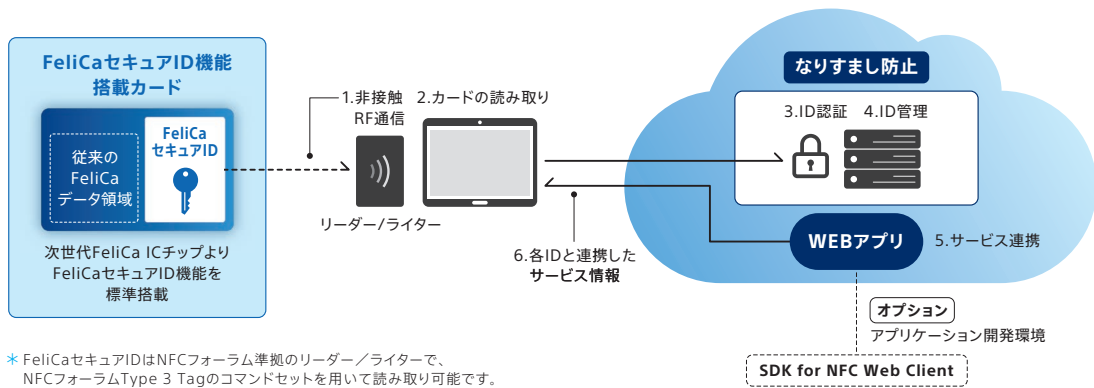 FeliCaセキュアID機能
搭載カード
従来の
FeliCa
データ領域
FeliCa
セキュアID
次世代FeliCa ICチップより
FeliCaセキュアID機能を
標準搭載
1.非接触
RF通信
2.カードの読み取り
リーダー/ライター
6.各IDと連携した
サービス情報
なりすまし防止
3.ID認証 4.ID管理
WEBアプリ
5.サービス連携
オプション
アプリケーション開発環境
SDK for NFC Web Client
＊FeliCaセキュアIDはNFCフォーラム準拠のリーダー／ライターで、
NFCフォーラムType 3 Tagのコマンドセットを用いて読み取り可能です。